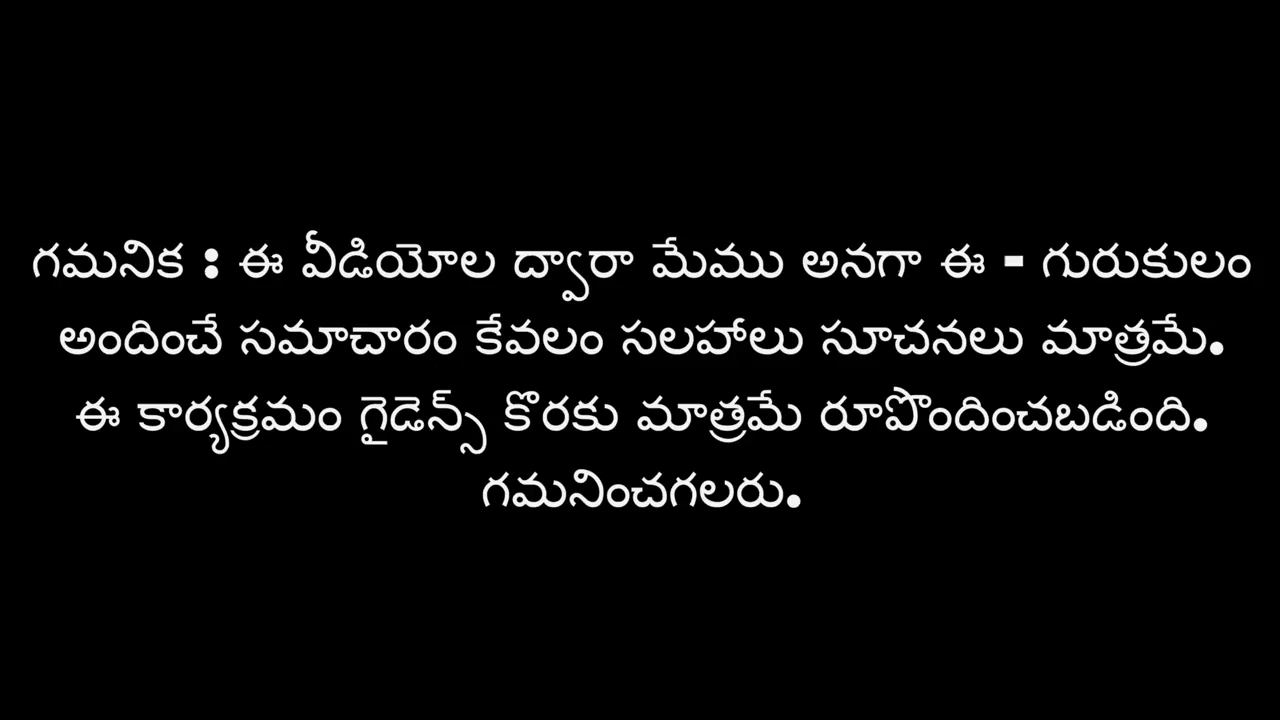 గమనిక : ఈ వీడియోల ద్వారా మేము అనగా ఈ - గురుకులం
అందించే సమాచారం కేవలం సలహాలు సూచనలు మాత్రమే.
ఈ కార్యక్రమం గైడెన్స్ కొరకు మాత్రమే రూపొందించబడింది.
గమనించగలరు.